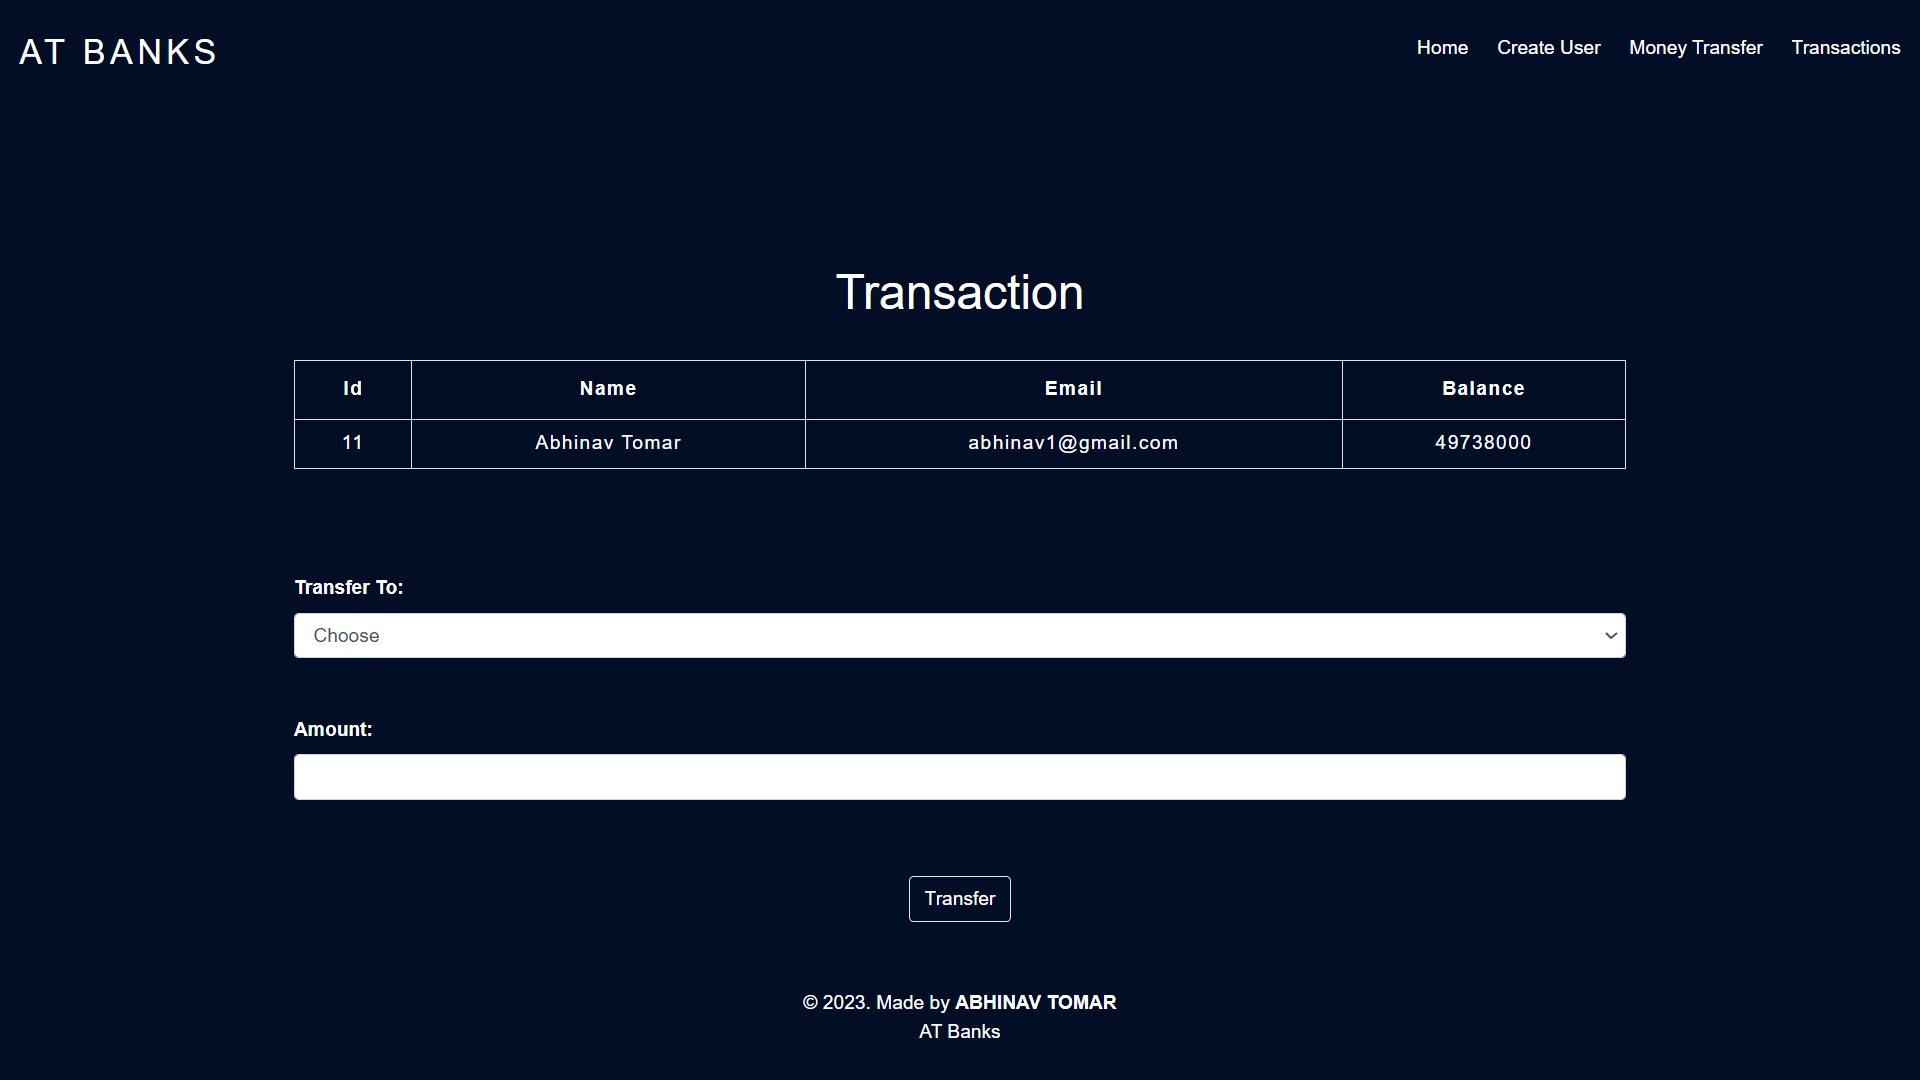 AT BANKS
Home Create User Money Transfer Transactions
Transaction
Id Name Email Balance
11 Abhinav Tomar abhinav1@gmail.com 49738000
Transfer To:
Choose
Amount:
Transfer
© 2023. Made by ABHINAV TOMAR
AT Banks